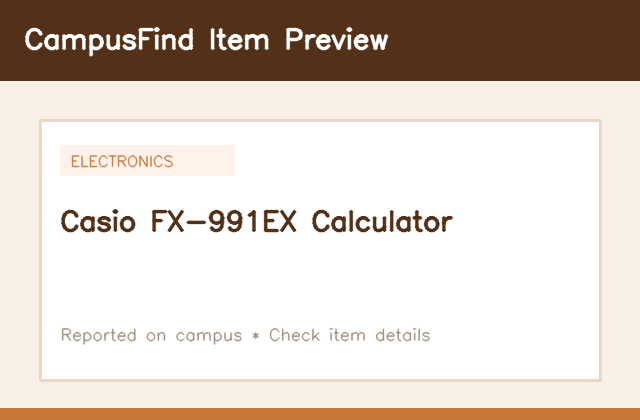 CampusFind Item Preview
ELECTRONICS
Casio FX-991EX Calculator
Reported on campus * Check item details